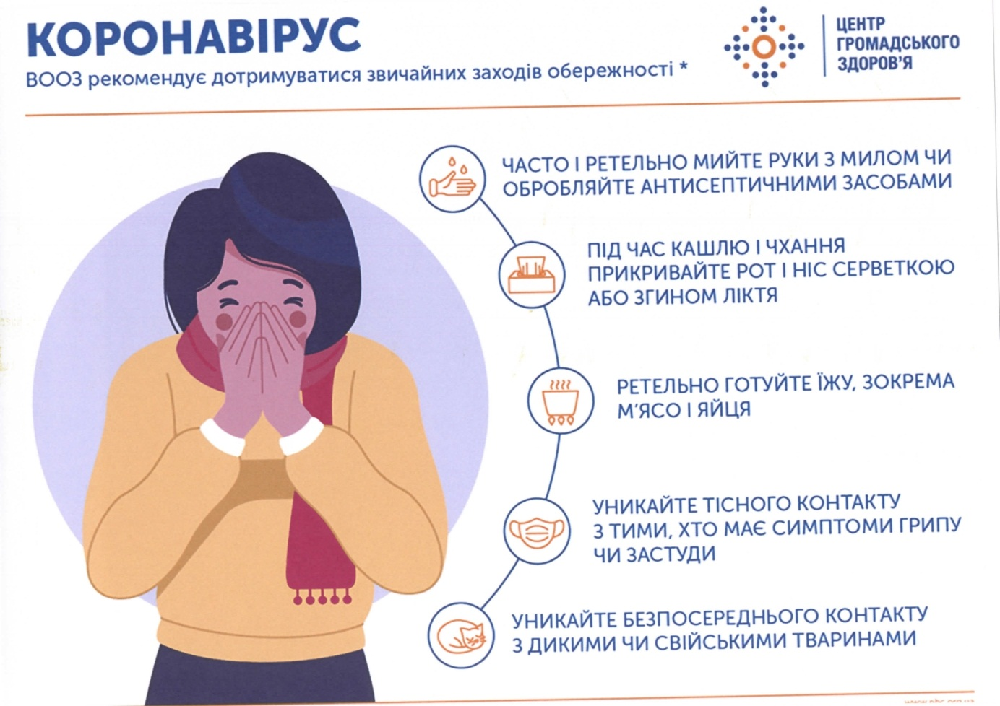 КОРОНАВІРУС
ВООЗ рекомендує дотримуватися звичайних заходів обережності *
ЦЕНТР
ГРОМАДСЬКОГО
ЗДОРОВ'Я
ЧАСТО І РЕТЕЛЬНО МИЙТЕ РУКИ З МИЛОМ ЧИ
ОБРОБЛЯЙТЕ АНТИСЕПТИЧНИМИ ЗАСОБАМИ
ПІД ЧАС КАШЛЮ І ЧХАННЯ
ПРИКРИВАЙТЕ РОТ І НІС СЕРВЕТКОЮ
АБО ЗГИНОМ ЛІКТЯ
РЕТЕЛЬНО ГОТУЙТЕ ЇЖУ, ЗОКРЕМА
М'ЯСО І ЯЙЦЯ
УНИКАЙТЕ ТІСНОГО КОНТАКТУ
З ТИМИ, ХТО МАЄ СИМПТОМИ ГРИПУ
ЧИ ЗАСТУДИ
УНИКАЙТЕ БЕЗПОСЕРЕДНЬОГО КОНТАКТУ
З ДИКИМИ ЧИ СВІЙСЬКИМИ ТВАРИНАМИ